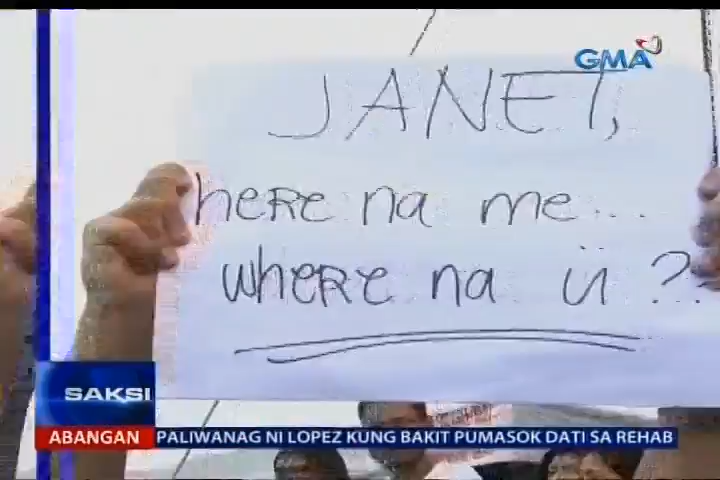 GMA
JANET,
here na me...
where na ü?
SAKSI
ABANGAN PALIWANAG NI LOPEZ KUNG BAKIT PUMASOK DATI SA REHAB